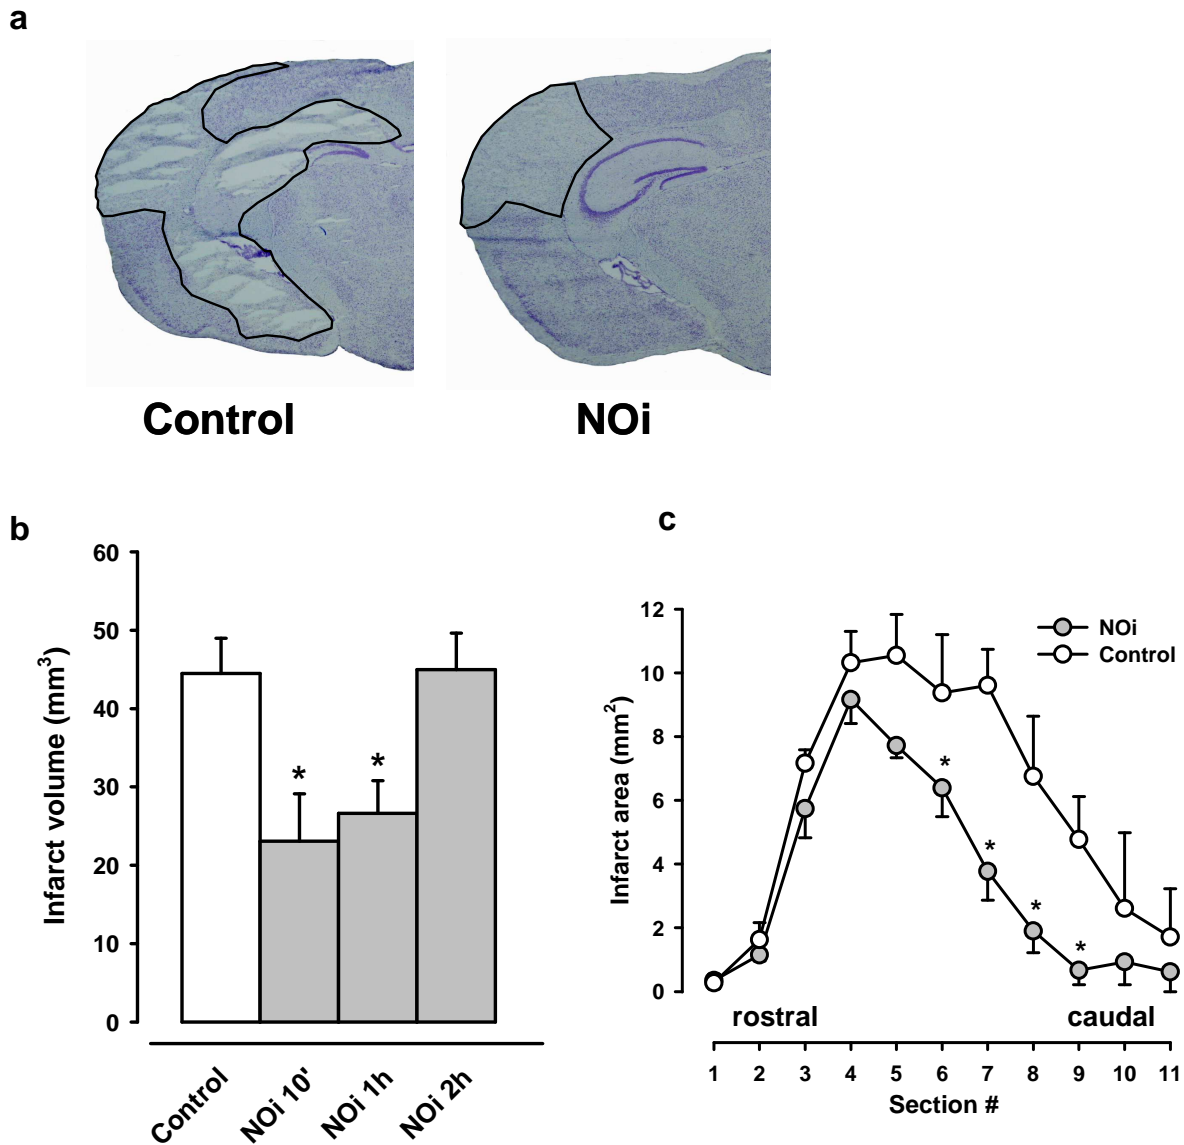 a
Control
NOi
b
60
50
40
30
20
10
0
Infarct volume (mm³)
*
*
Control
NOi 10'
NOi 1h
NOi 2h
c
12
10
8
6
4
2
0
Infarct area (mm²)
NOi
Control
*
*
*
*
rostral
caudal
1 2 3 4 5 6 7 8 9 10 11
Section #